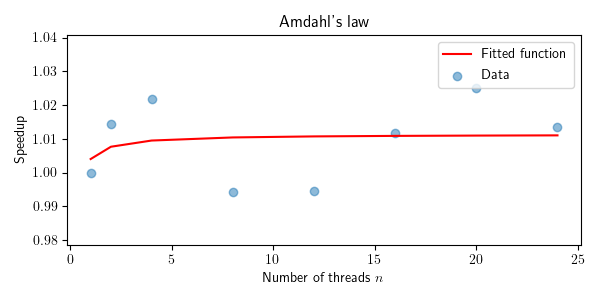 Amdahl's law
1.04
1.03
1.02
1.01
1.00
0.99
0.98
Speedup
Fitted function
Data
0 5 10 15 20 25
Number of threads n